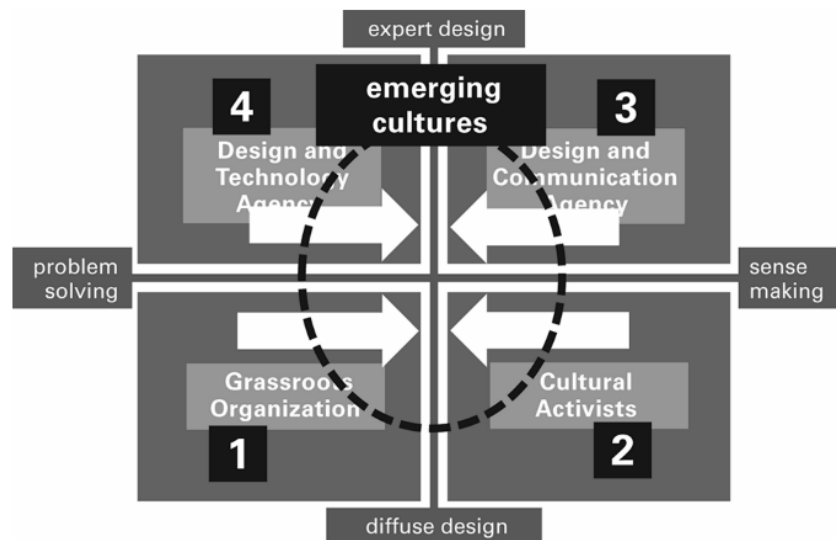 expert design
emerging
cultures
4
3
Design and
Technology
Agency
Design and
Communication
Agency
problem
solving
sense
making
Grassroots
Organization
Cultural
Activists
1
2
diffuse design